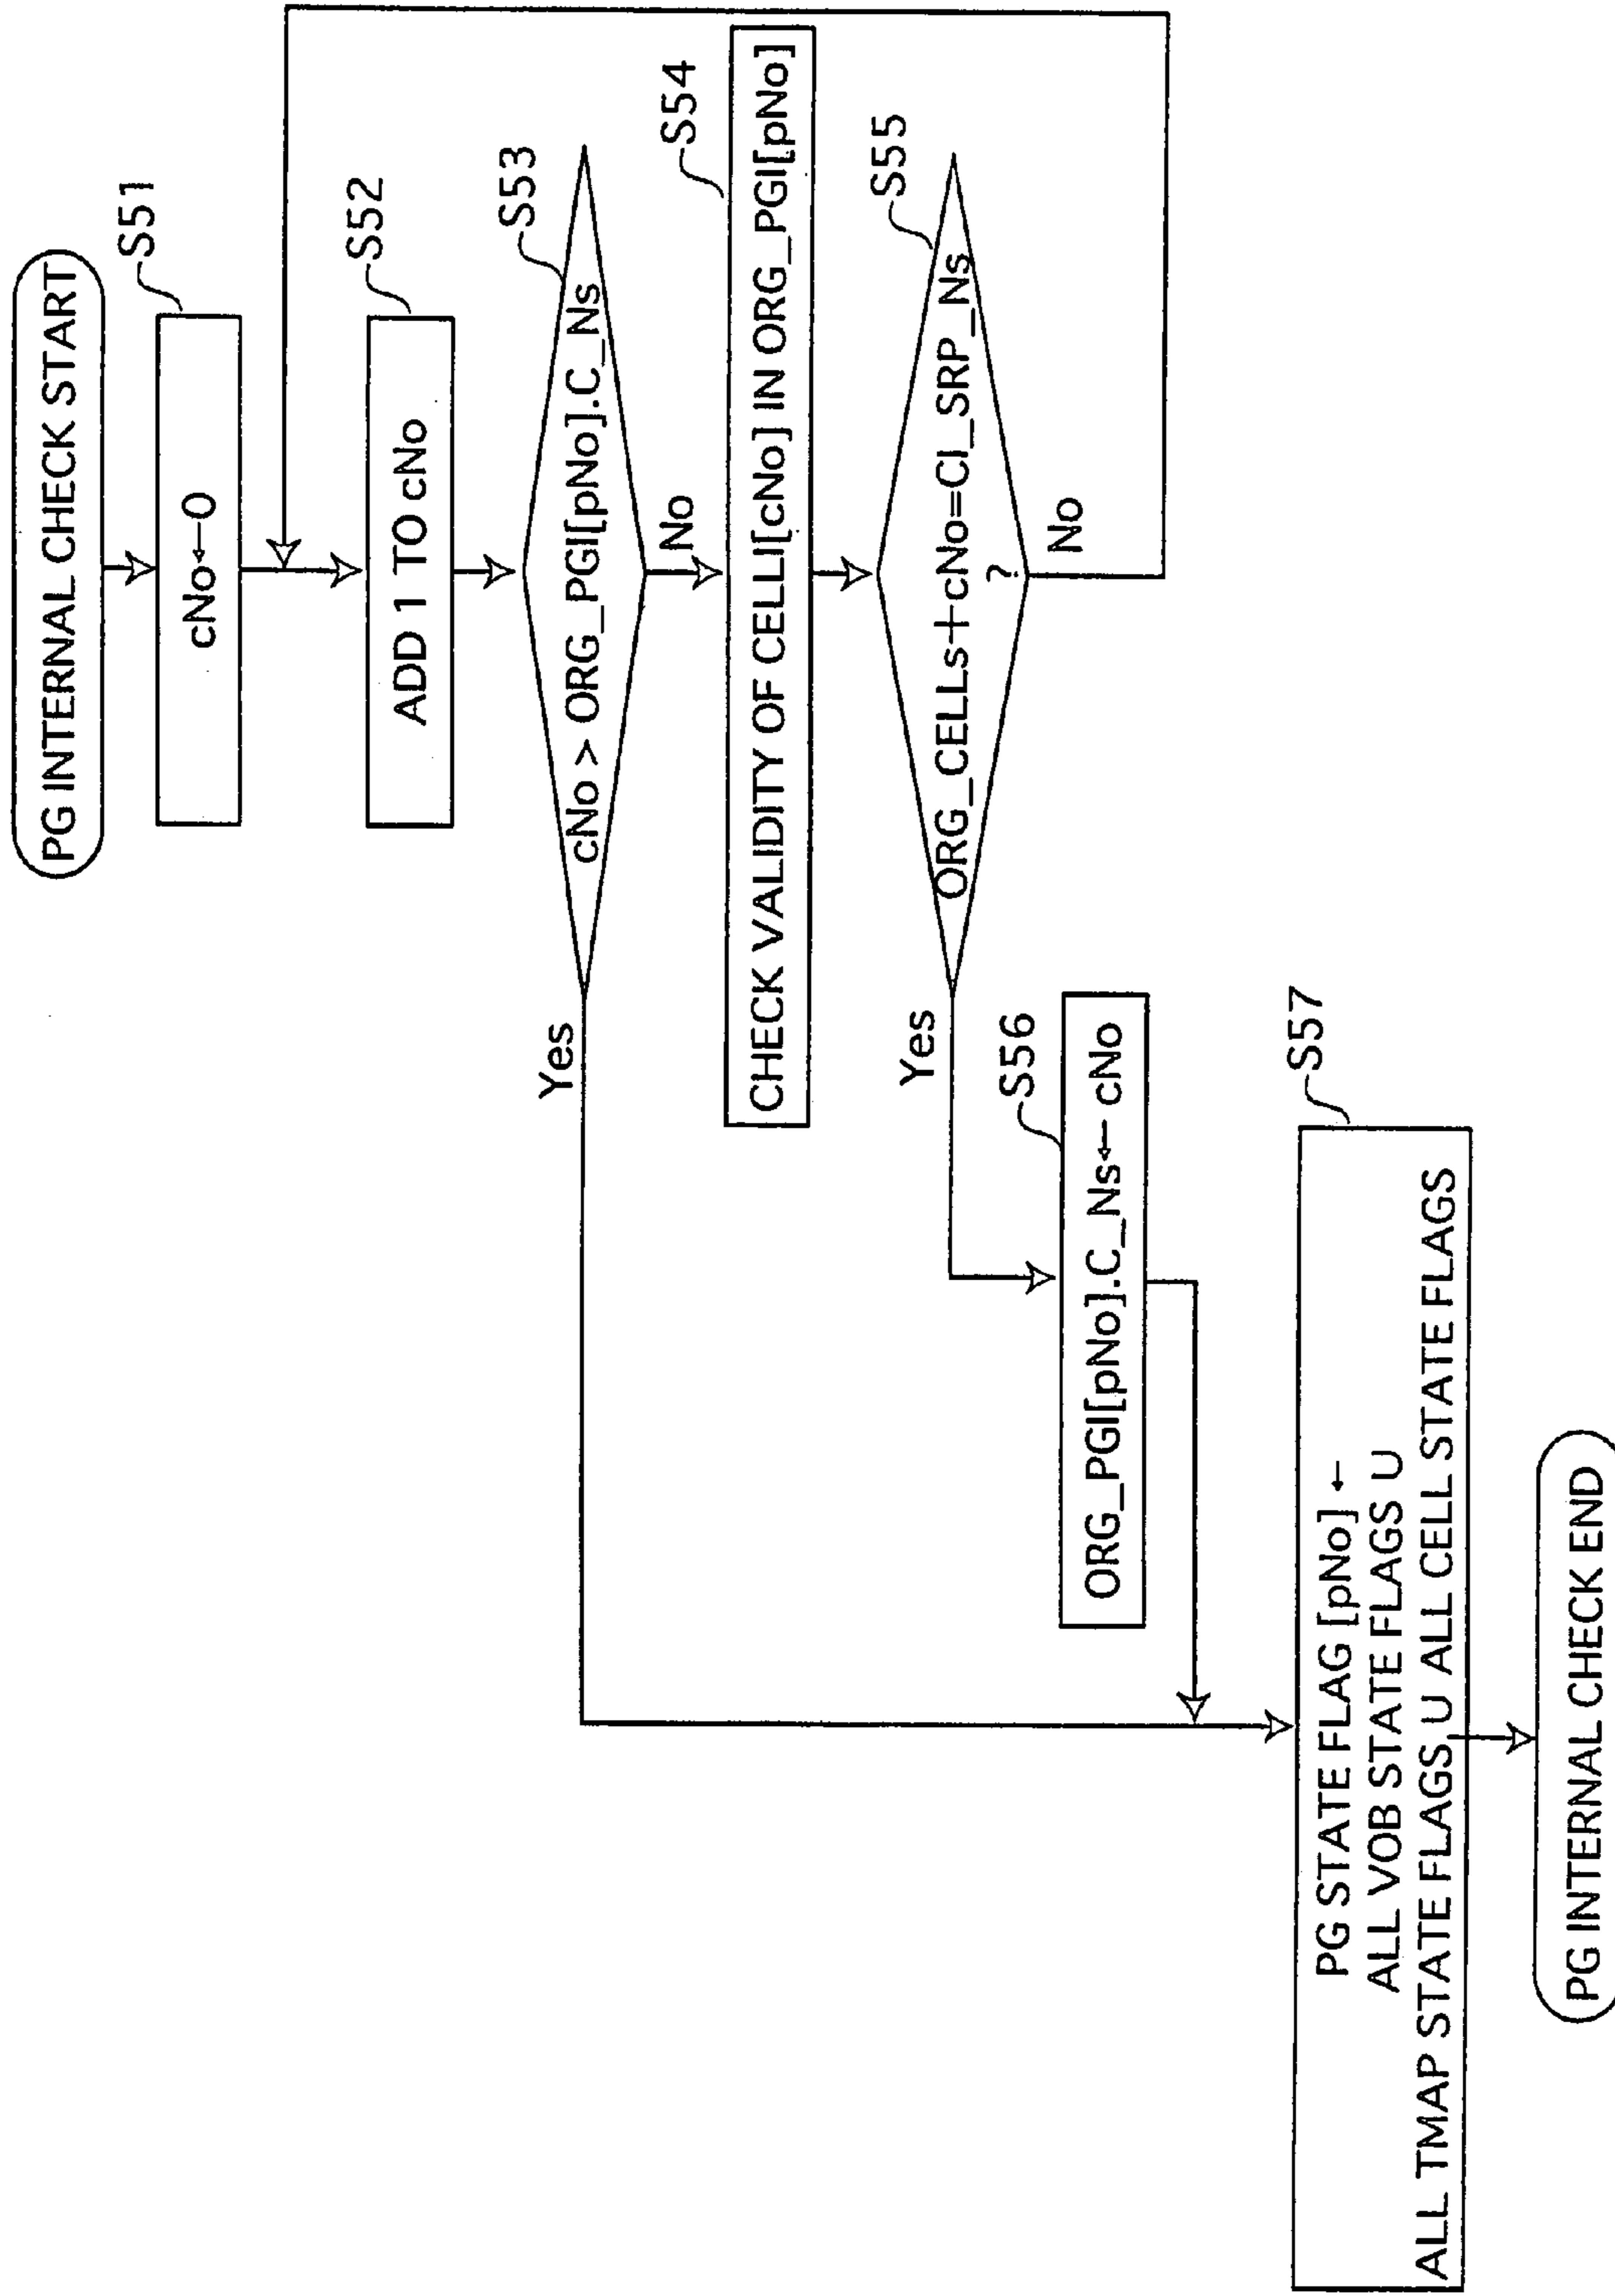 PG INTERNAL CHECK START
S51
cNo←0
S52
ADD 1 TO cNo
S53
cNo > ORG_PGI[pNo].C_Ns
Yes
No
S54
CHECK VALIDITY OF CELLI[cNo] IN ORG_PGI[pNo]
S55
ORG_CELLs+cNo=CI_SRP_Ns
?
Yes
No
S56
ORG_PGI[pNo].C_Ns← cNo
S57
PG STATE FLAG [pNo] ←
ALL VOB STATE FLAGS U
ALL TMAP STATE FLAGS U ALL CELL STATE FLAGS
PG INTERNAL CHECK END